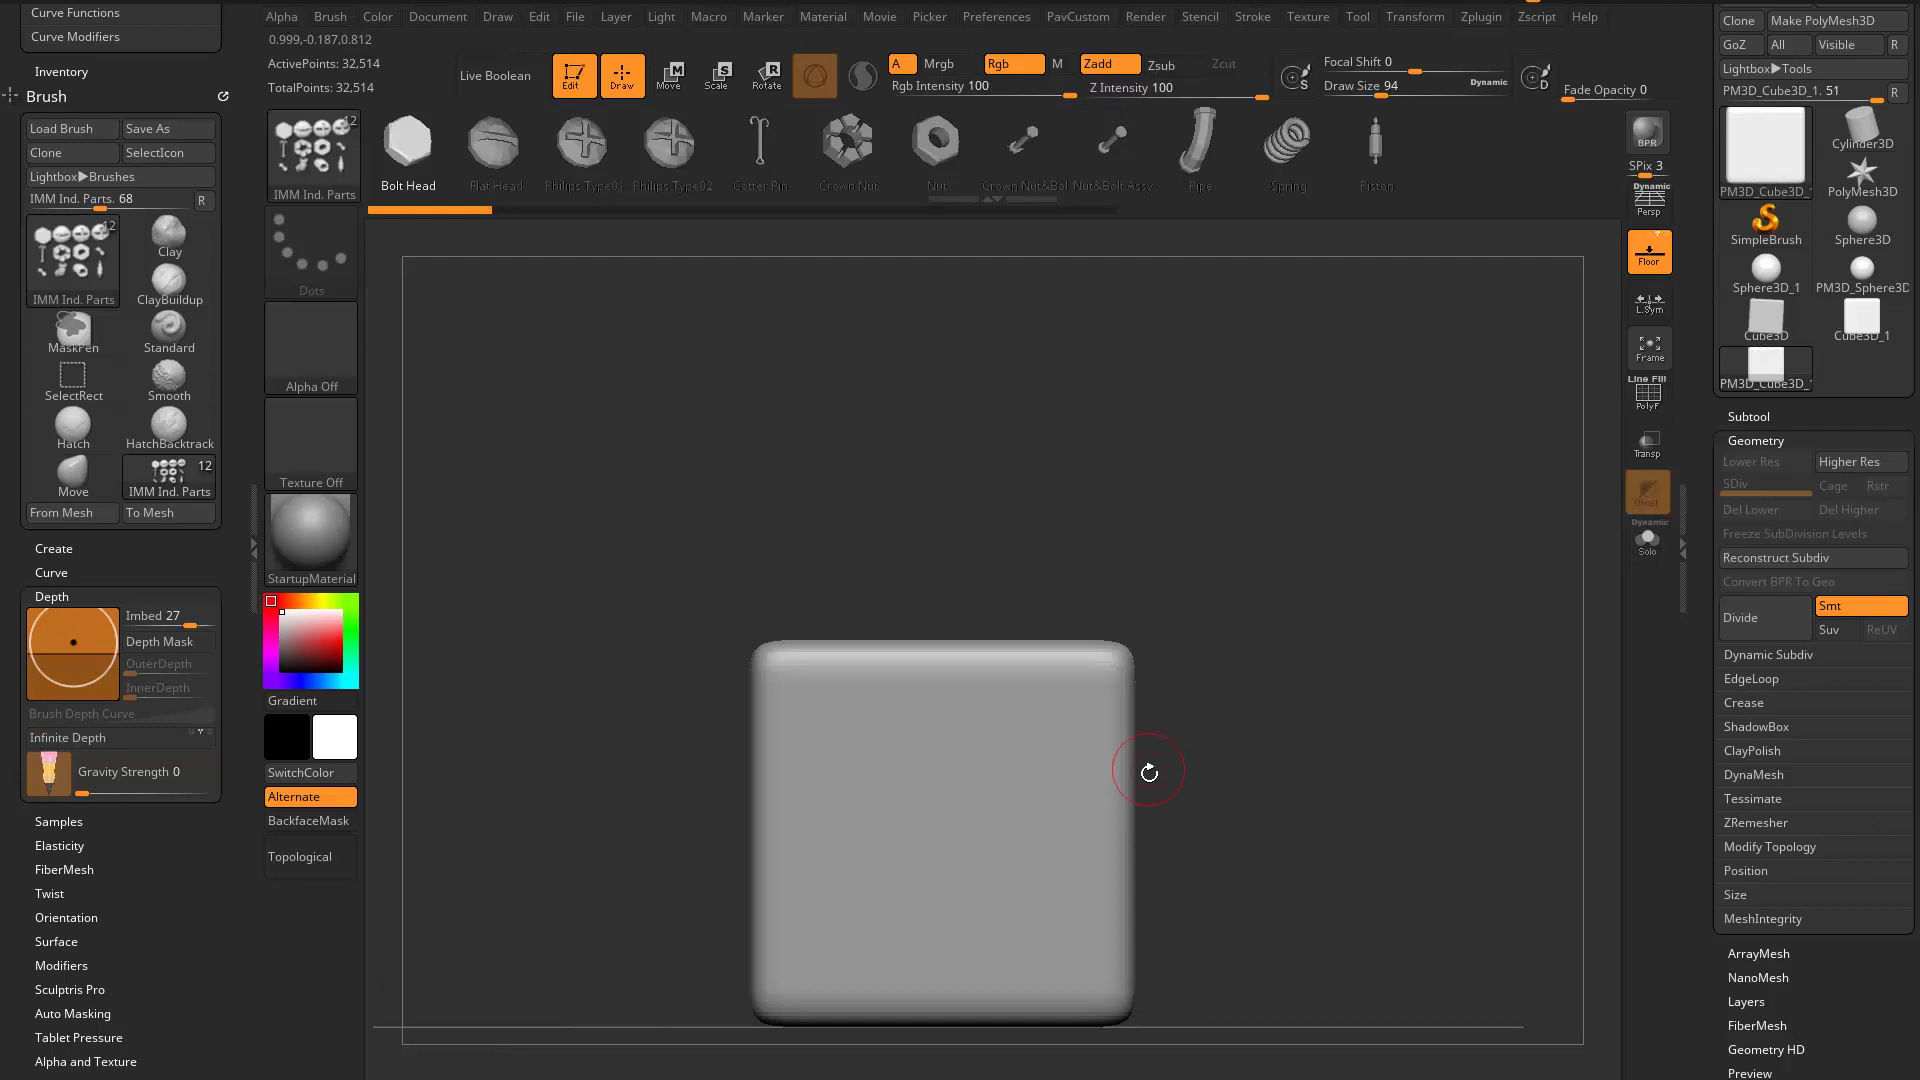 Curve Functions
Curve Modifiers
Inventory
Brush
Load Brush Save As
Clone SelectIcon
Lightbox▶Brushes
IMM Ind. Parts. 68 R
12
IMM Ind. Parts
Clay
ClayBuildup
MaskPen Standard
SelectRect Smooth
Hatch HatchBacktrack
12
Move IMM Ind. Parts
From Mesh To Mesh
Create
Curve
Depth
Imbed 27
Depth Mask
OuterDepth
InnerDepth
Brush Depth Curve
Infinite Depth
Gravity Strength 0
Samples
Elasticity
FiberMesh
Twist
Orientation
Surface
Modifiers
Sculptris Pro
Auto Masking
Tablet Pressure
Alpha and Texture
Alpha Brush Color Document Draw Edit File Layer Light Macro Marker Material Movie Picker Preferences PavCustom Render Stencil Stroke Texture Tool Transform Zplugin Zscript Help
0.999,-0.187,0.812
ActivePoints: 32,514
TotalPoints: 32,514
Live Boolean
Edit Draw Move Scale Rotate
A Mrgb Rgb M Zadd Zsub Zcut
Rgb Intensity 100 Z Intensity 100
S
Focal Shift 0
Draw Size 94 Dynamic
D
Fade Opacity 0
12
IMM Ind. Parts
Bolt Head Flat Head Philips Type01 Philips Type02 Cotter Pin Crown Nut Nut Crown Nut&Bol Nut&Bolt Assy Pipe Spring Piston
Dots
Alpha Off
Texture Off
StartupMaterial
Gradient
SwitchColor
Alternate
BackfaceMask
Topological
BPR
SPix 3
Dynamic
Persp
Floor
L.Sym
Frame
Line Fill
PolyF
Transp
Ghost
Dynamic
Solo
Clone Make PolyMesh3D
GoZ All Visible R
Lightbox▶Tools
PM3D_Cube3D_1. 51 R
Cylinder3D
PM3D_Cube3D_1 PolyMesh3D
SimpleBrush Sphere3D
Sphere3D_1 PM3D_Sphere3D
Cube3D Cube3D_1
PM3D_Cube3D_1
Subtool
Geometry
Lower Res Higher Res
SDiv Cage Rstr
Del Lower Del Higher
Freeze SubDivision Levels
Reconstruct Subdiv
Convert BPR To Geo
Divide Smt
Suv ReUV
Dynamic Subdiv
EdgeLoop
Crease
ShadowBox
ClayPolish
DynaMesh
Tessimate
ZRemesher
Modify Topology
Position
Size
MeshIntegrity
ArrayMesh
NanoMesh
Layers
FiberMesh
Geometry HD
Preview